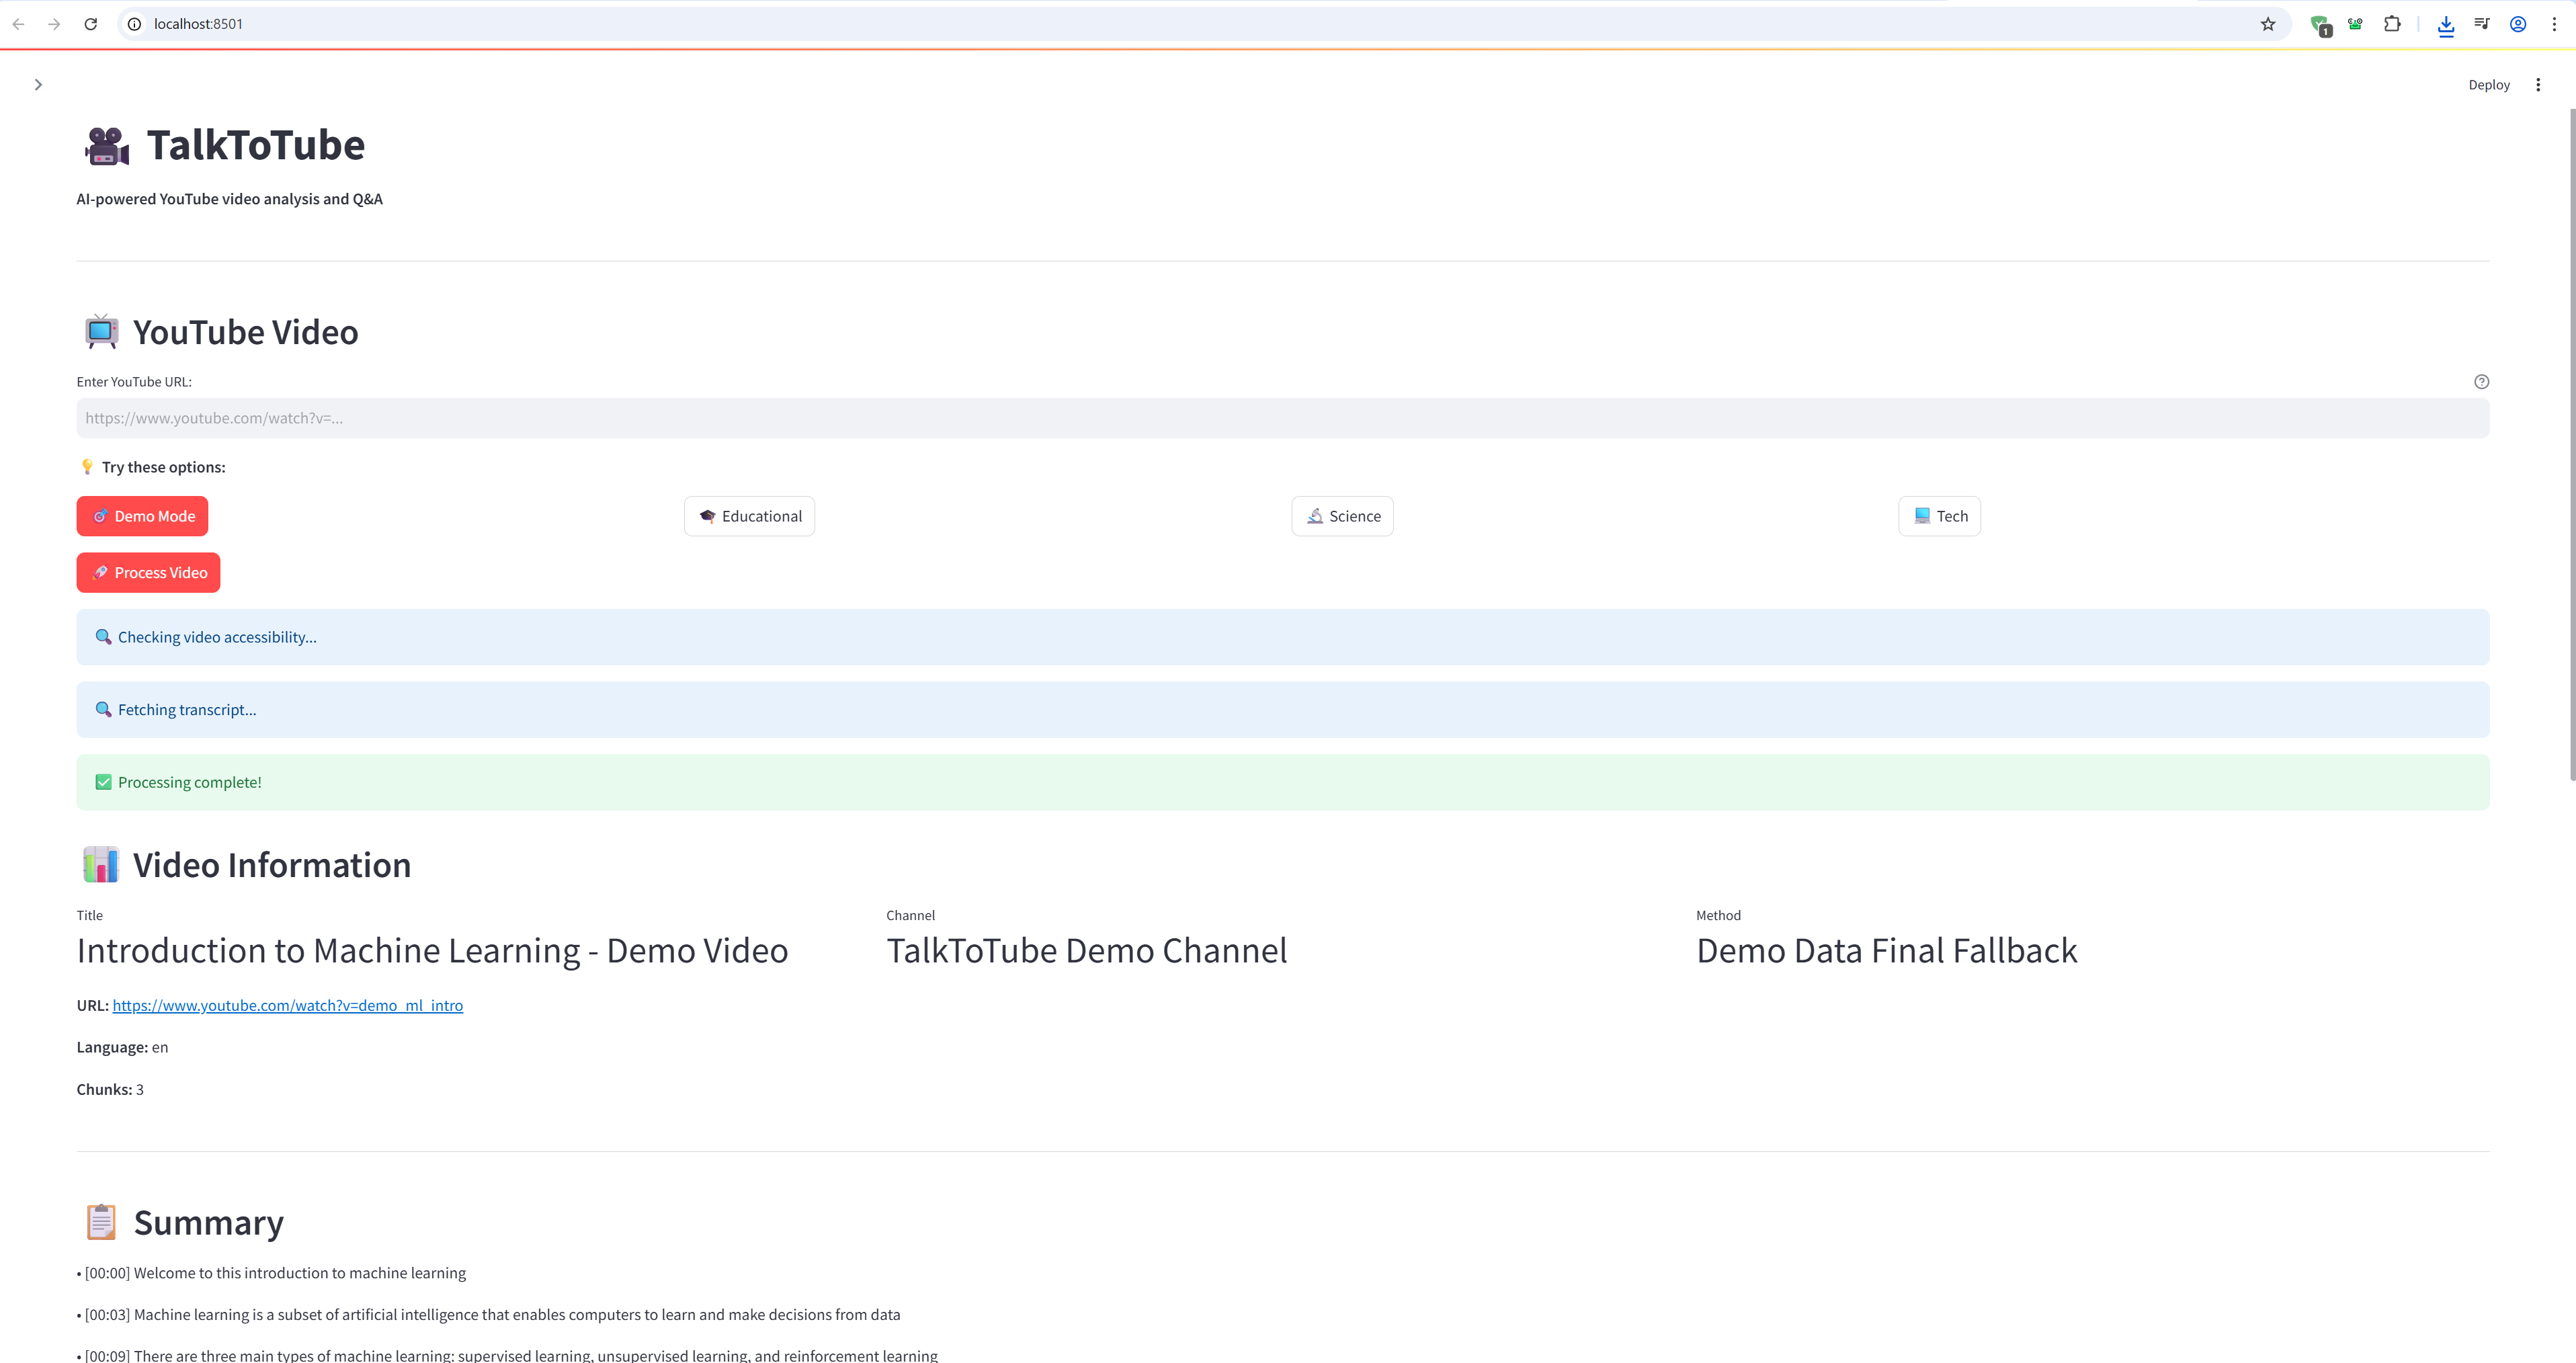 localhost:8501
1
Deploy
TalkToTube
AI-powered YouTube video analysis and Q&A
YouTube Video
Enter YouTube URL:
https://www.youtube.com/watch?v=...
Try these options:
Demo Mode
Educational
Science
Tech
Process Video
Checking video accessibility...
Fetching transcript...
Processing complete!
Video Information
Title
Channel
Method
Introduction to Machine Learning - Demo Video
TalkToTube Demo Channel
Demo Data Final Fallback
URL: https://www.youtube.com/watch?v=demo_ml_intro
Language: en
Chunks: 3
Summary
• [00:00] Welcome to this introduction to machine learning
• [00:03] Machine learning is a subset of artificial intelligence that enables computers to learn and make decisions from data
• [00:09] There are three main types of machine learning: supervised learning, unsupervised learning, and reinforcement learning